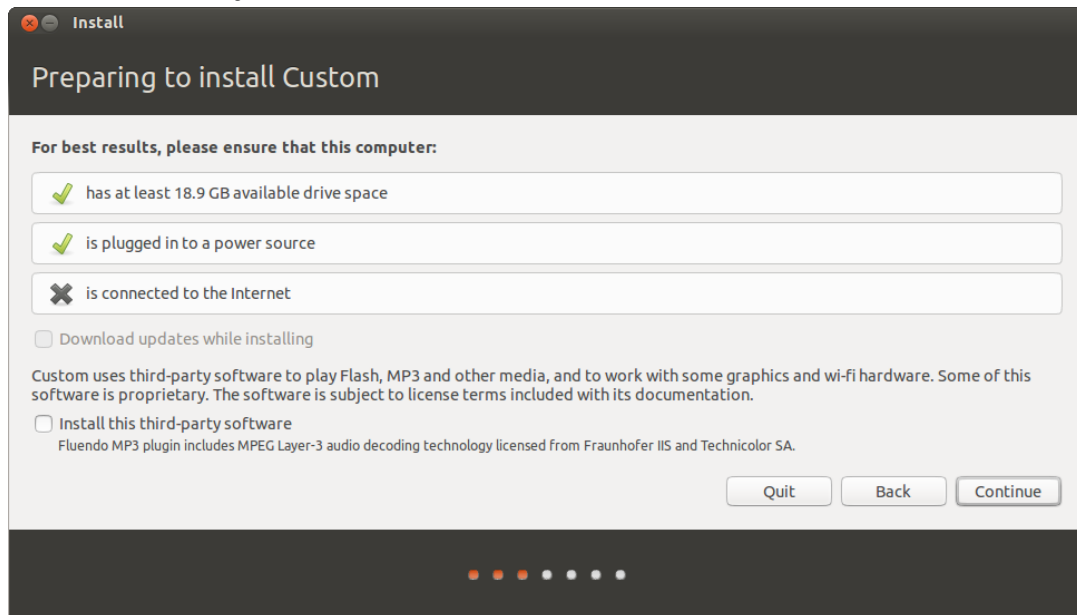 Install
Preparing to install Custom
For best results, please ensure that this computer:
has at least 18.9 GB available drive space
is plugged in to a power source
is connected to the Internet
Download updates while installing
Custom uses third-party software to play Flash, MP3 and other media, and to work with some graphics and wi-fi hardware. Some of this
software is proprietary. The software is subject to license terms included with its documentation.
Install this third-party software
Fluendo MP3 plugin includes MPEG Layer-3 audio decoding technology licensed from Fraunhofer IIS and Technicolor SA.
Quit Back Continue